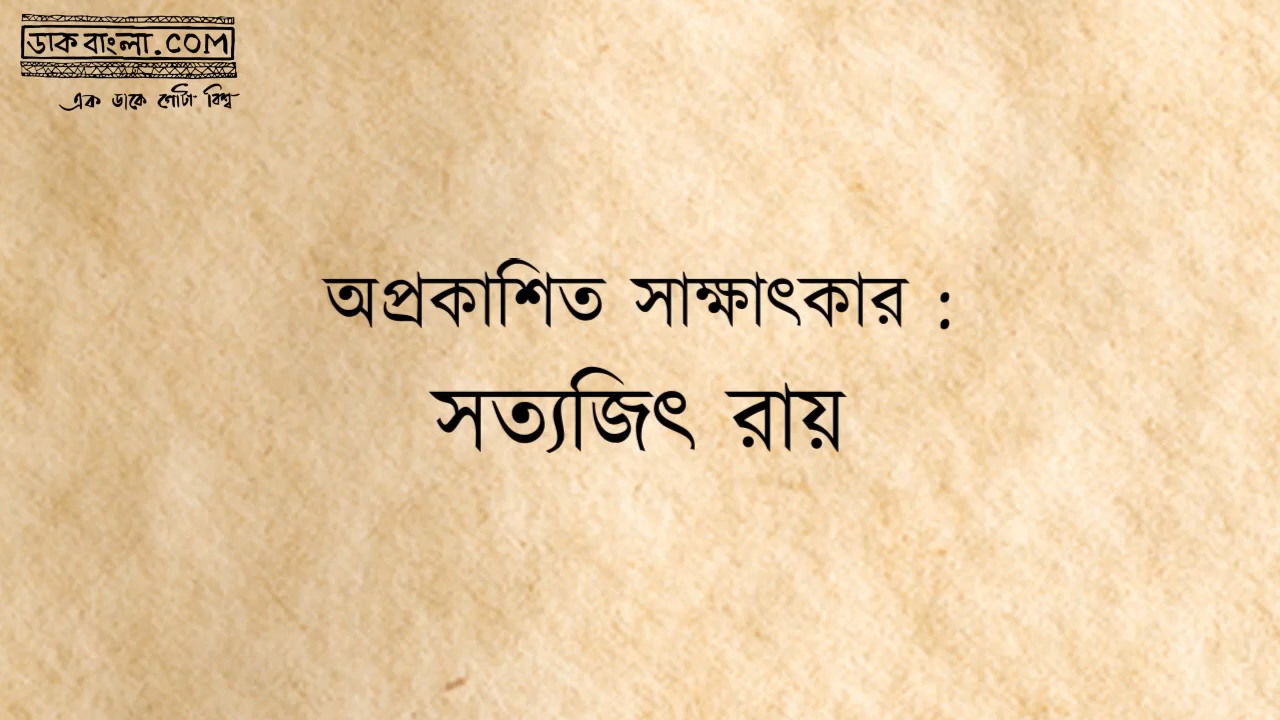 ডাকবাংলা.COM
এক ডাকে গোটা বিশ্ব
অপ্রকাশিত সাক্ষাৎকার :
সত্যজিৎ রায়